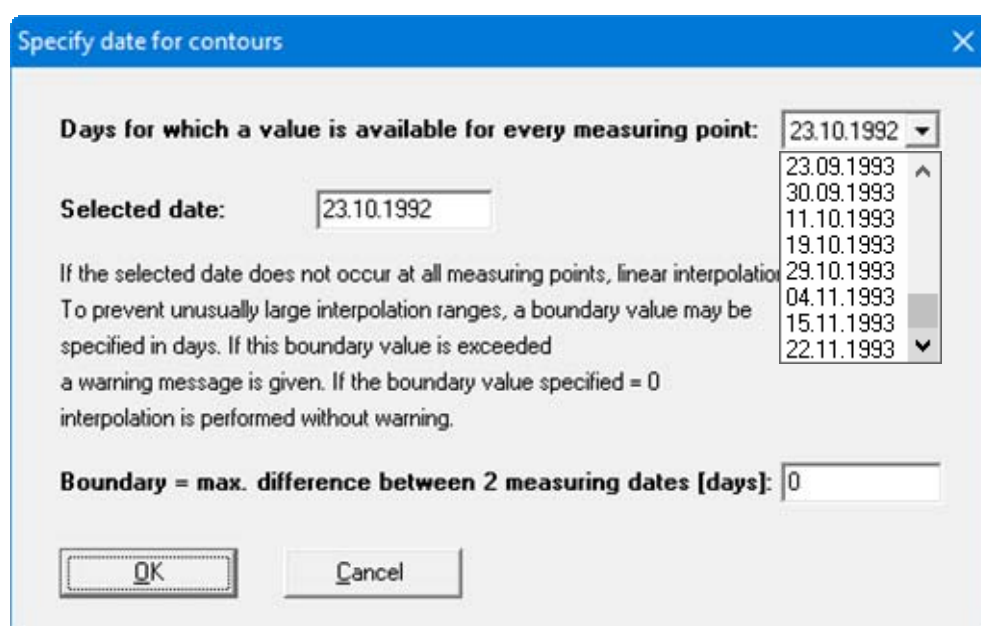 Specify date for contours
Days for which a value is available for every measuring point: 23.10.1992
23.09.1993
30.09.1993
11.10.1993
19.10.1993
29.10.1993
04.11.1993
15.11.1993
22.11.1993
Selected date: 23.10.1992
If the selected date does not occur at all measuring points, linear interpolation
To prevent unusually large interpolation ranges, a boundary value may be
specified in days. If this boundary value is exceeded
a warning message is given. If the boundary value specified = 0
interpolation is performed without warning.
Boundary = max. difference between 2 measuring dates [days]: 0
OK Cancel